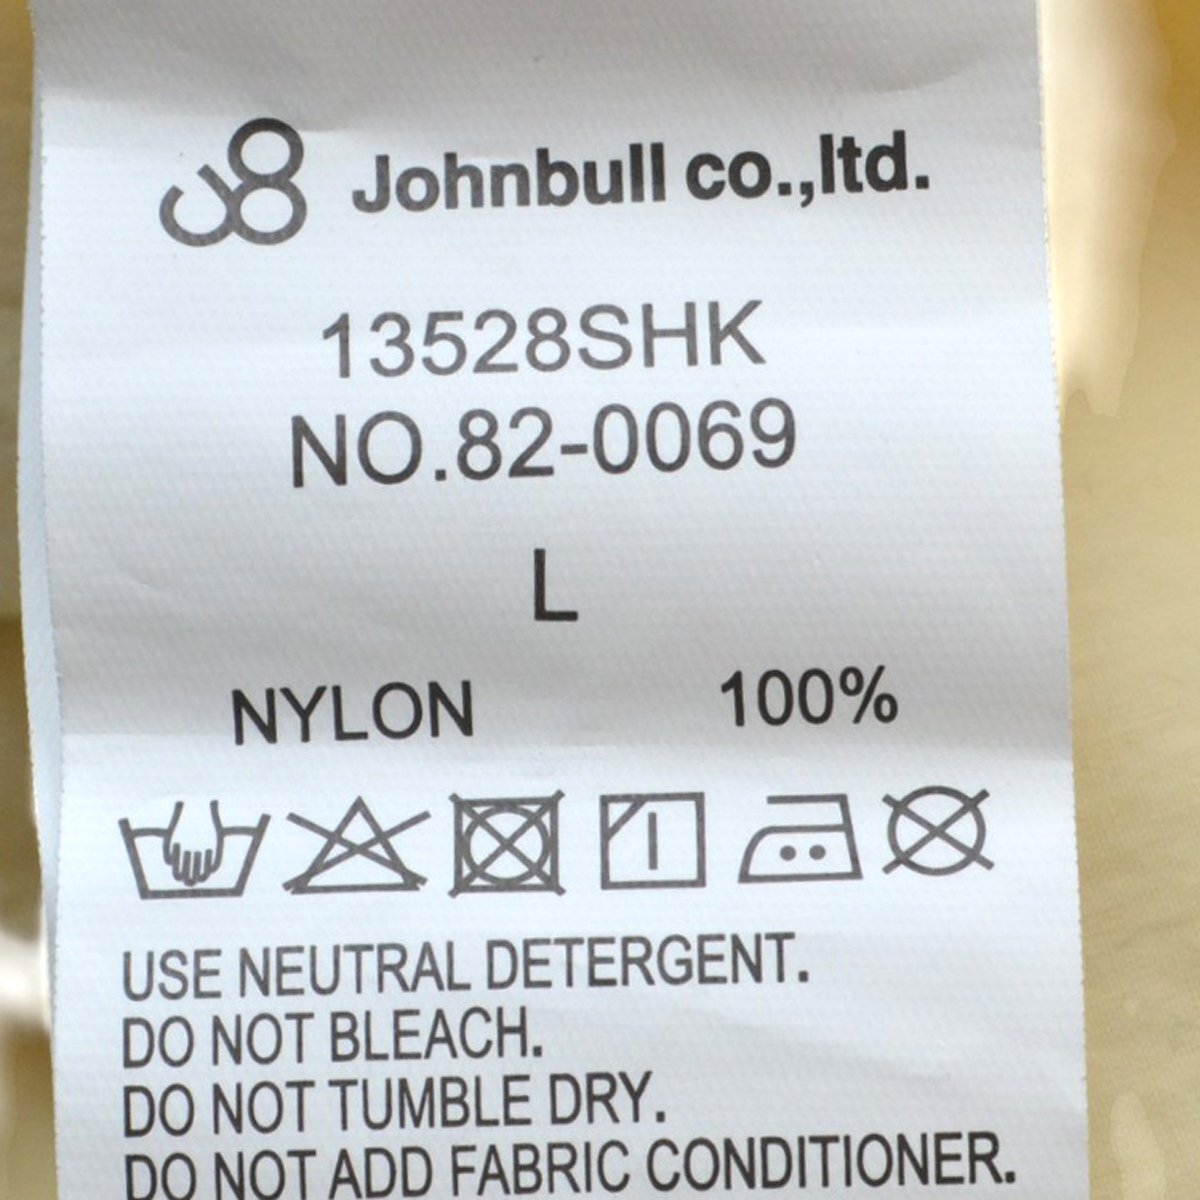 Johnbull co.,ltd.
13528SHK
NO.82-0069
L
NYLON 100%
USE NEUTRAL DETERGENT.
DO NOT BLEACH.
DO NOT TUMBLE DRY.
DO NOT ADD FABRIC CONDITIONER.